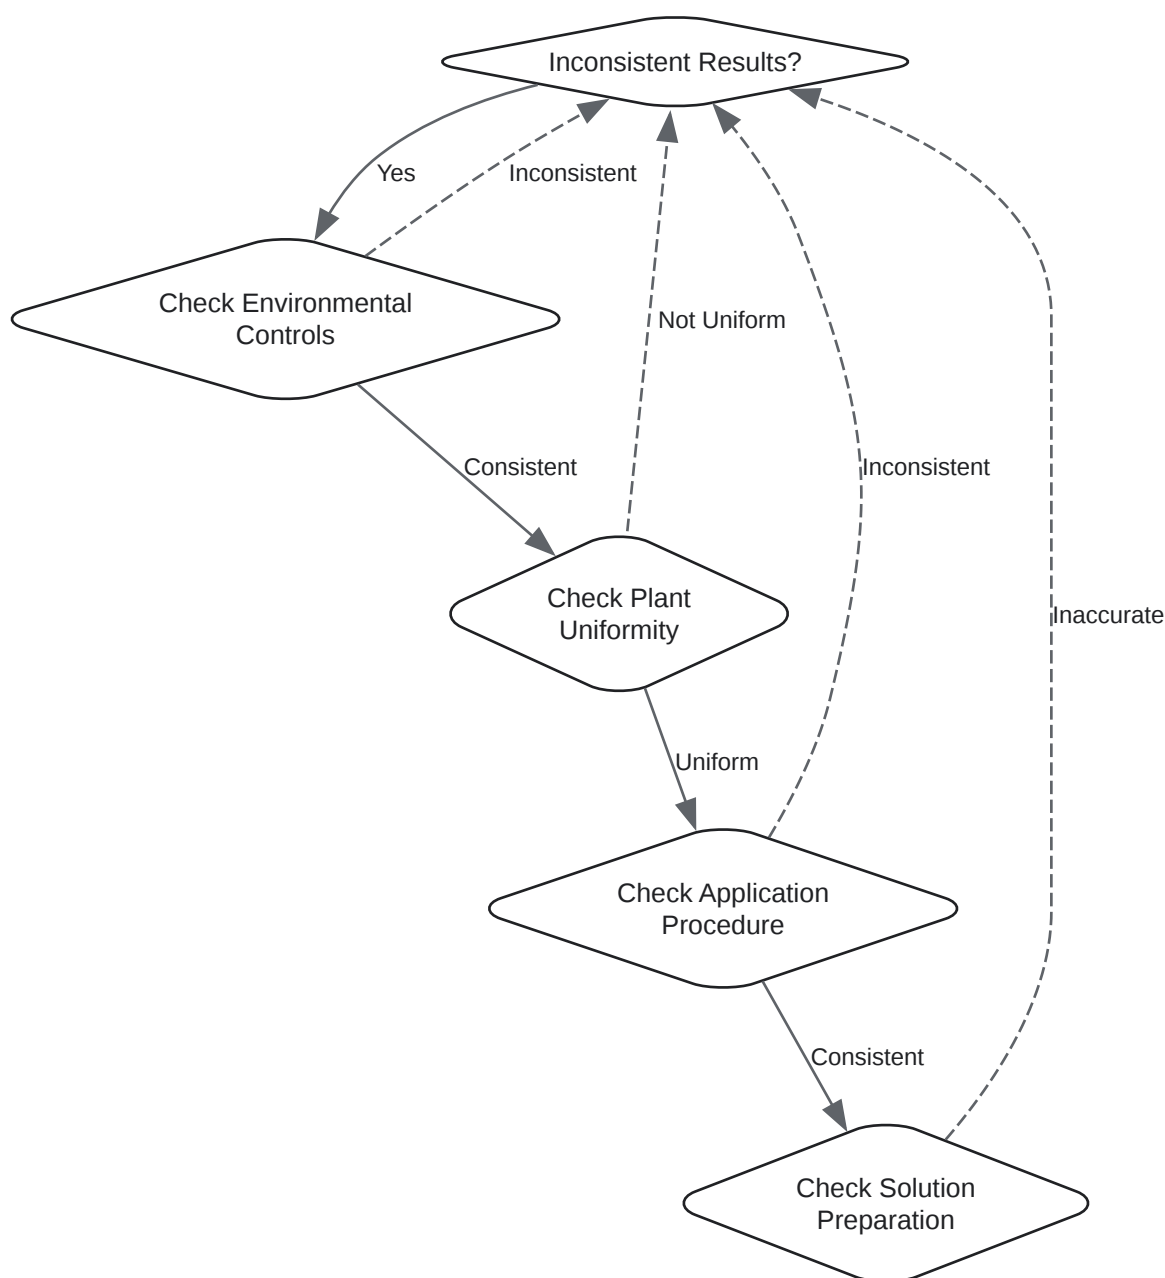 Inconsistent Results?
Yes
Inconsistent
Check Environmental
Controls
Not Uniform
Consistent
Inconsistent
Check Plant
Uniformity
Inaccurate
Uniform
Check Application
Procedure
Consistent
Check Solution
Preparation